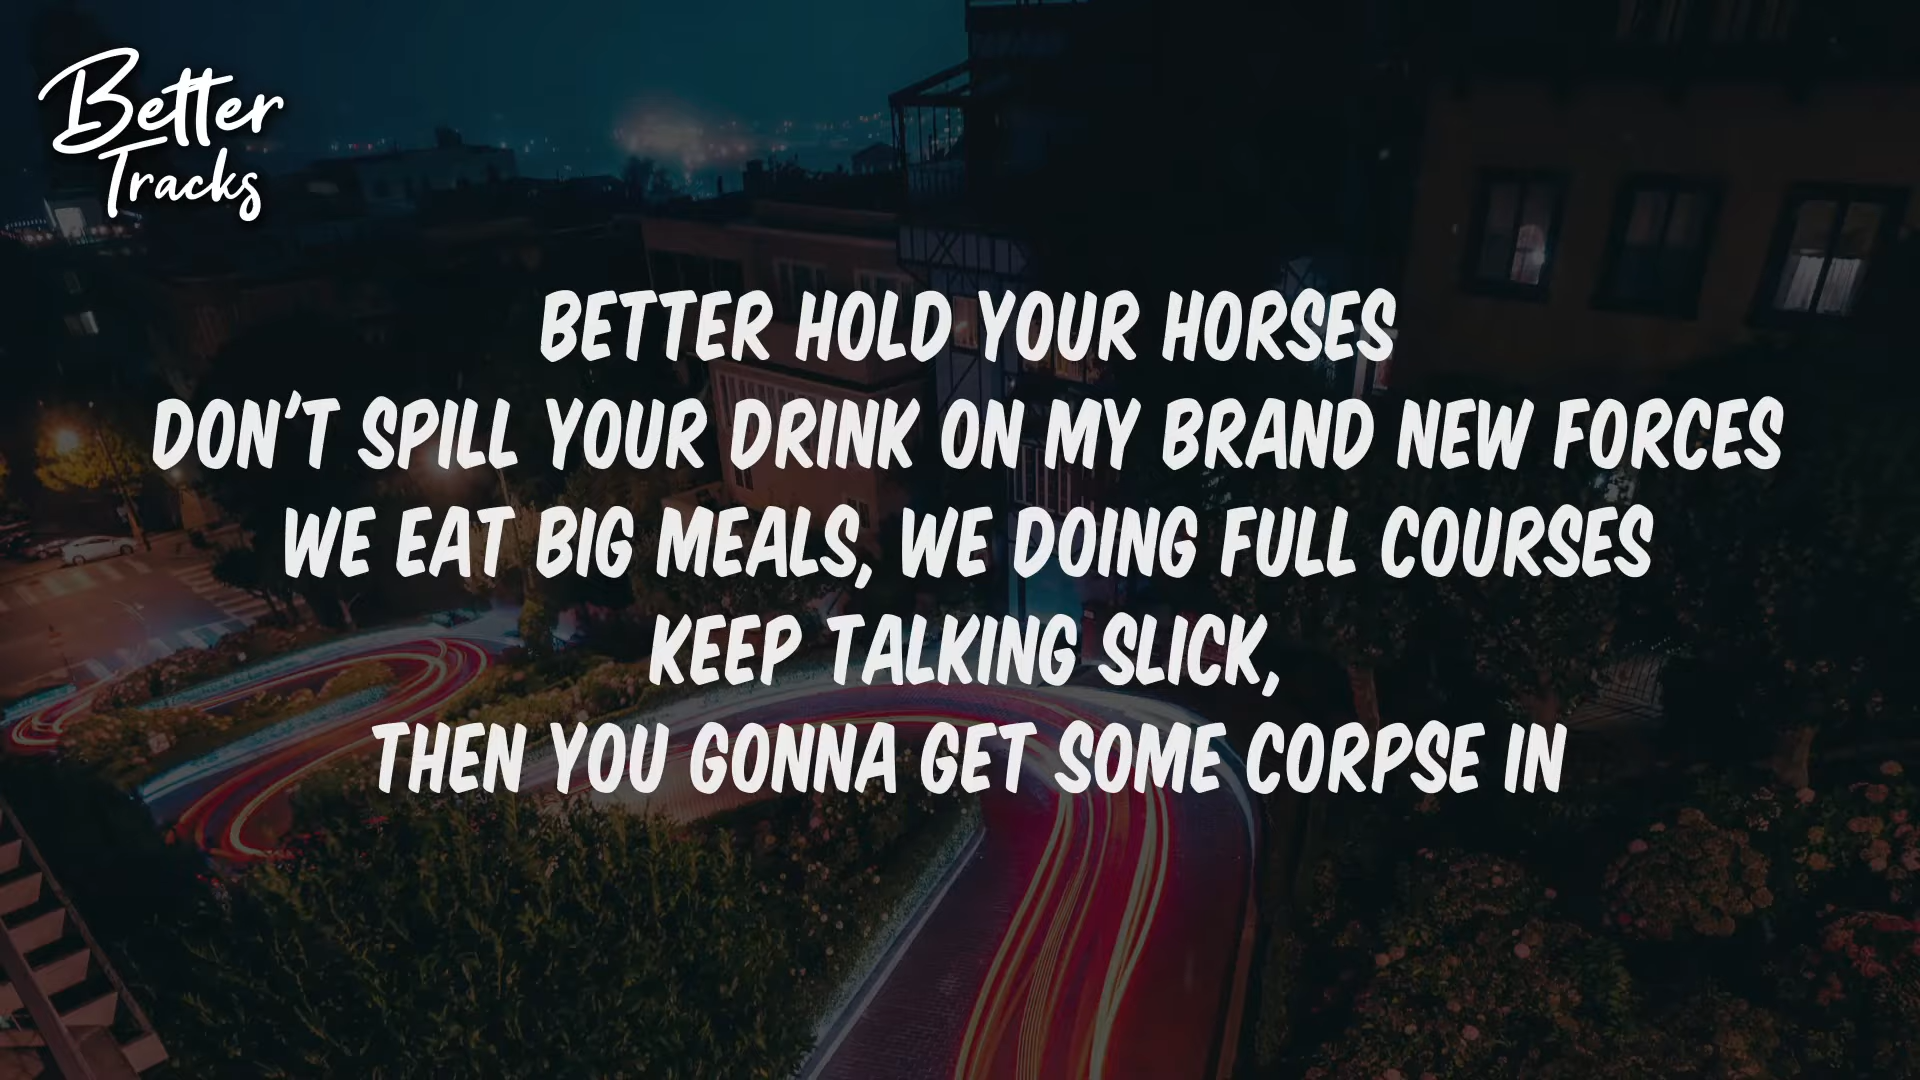 Better
Tracks
BETTER HOLD YOUR HORSES
DON'T SPILL YOUR DRINK ON MY BRAND NEW FORCES
WE EAT BIG MEALS, WE DOING FULL COURSES
KEEP TALKING SLICK,
THEN YOU GONNA GET SOME CORPSE IN